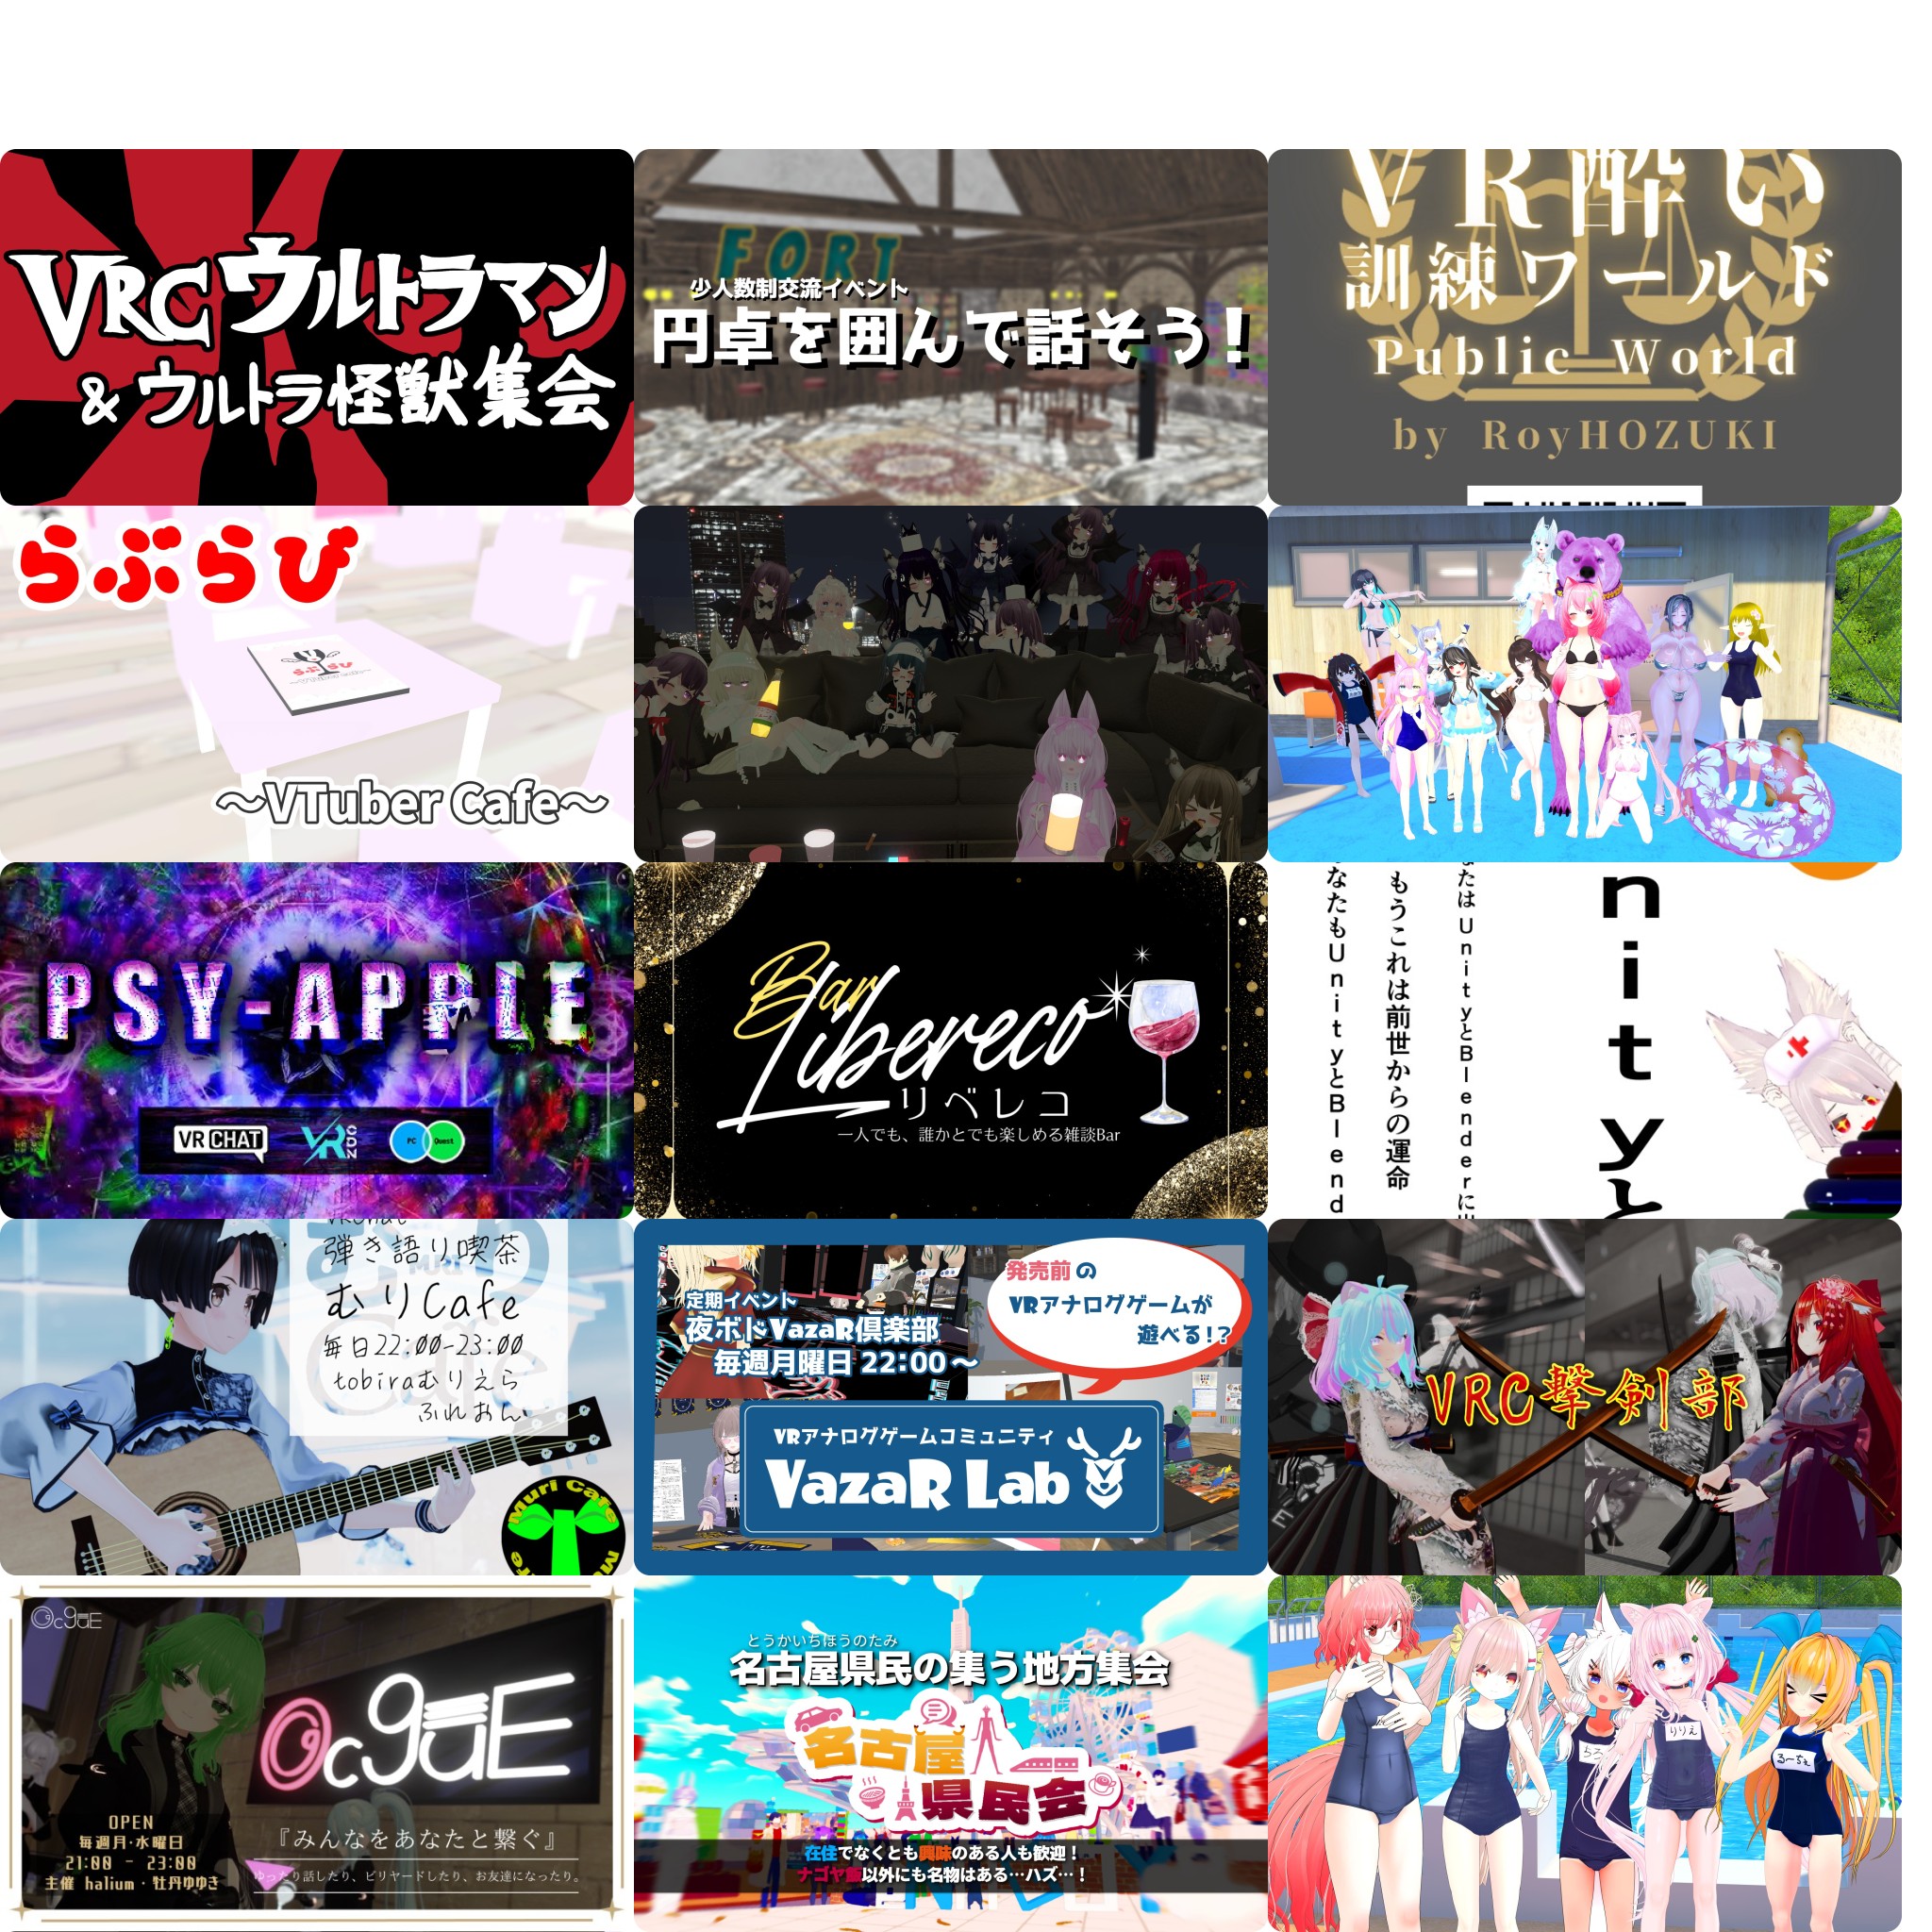 VRCウルトラマン
& ウルトラ怪獣集会
FORT
少人数制交流イベント
円卓を囲んで話そう!
VR酔い
訓練ワールド
Public World
by RoyHOZUKI
らぶらび
らぶらび
〜VTuber Cafe〜
PSY-APPLE
VRCHAT
PC
Quest
Bar
Libereco
リベレコ
一人でも、誰かとでも楽しめる雑談Bar
nityと
たは UnityとBlenderに
もうこれは前世からの運命
なたもUnityとBlend
VRChat
弾き語り喫茶
むりCafe
毎日22:00-23:00
tobiraむりえら
ふれおん
Muri Cafe
定期イベント
夜ボドVazaR倶楽部
毎週月曜日 22:00〜
発売前の
VRアナログゲームが
遊べる!?
VRアナログゲームコミュニティ
VazaR Lab
VRC撃剣部
OcguE
OcguE
OPEN
毎週月・水曜日
21:00 - 23:00
主催 halium・牡丹ゆゆき
『みんなをあなたと繋ぐ』
ゆったり話したり、ビリヤードしたり、お友達になったり。
とうかいちほうのたみ
名古屋県民の集う地方集会
名古屋
県民会
在住でなくとも興味のある人も歓迎!
ナゴヤ飯以外にも名物はある…ハズ…!
りりえ
るーちぇ